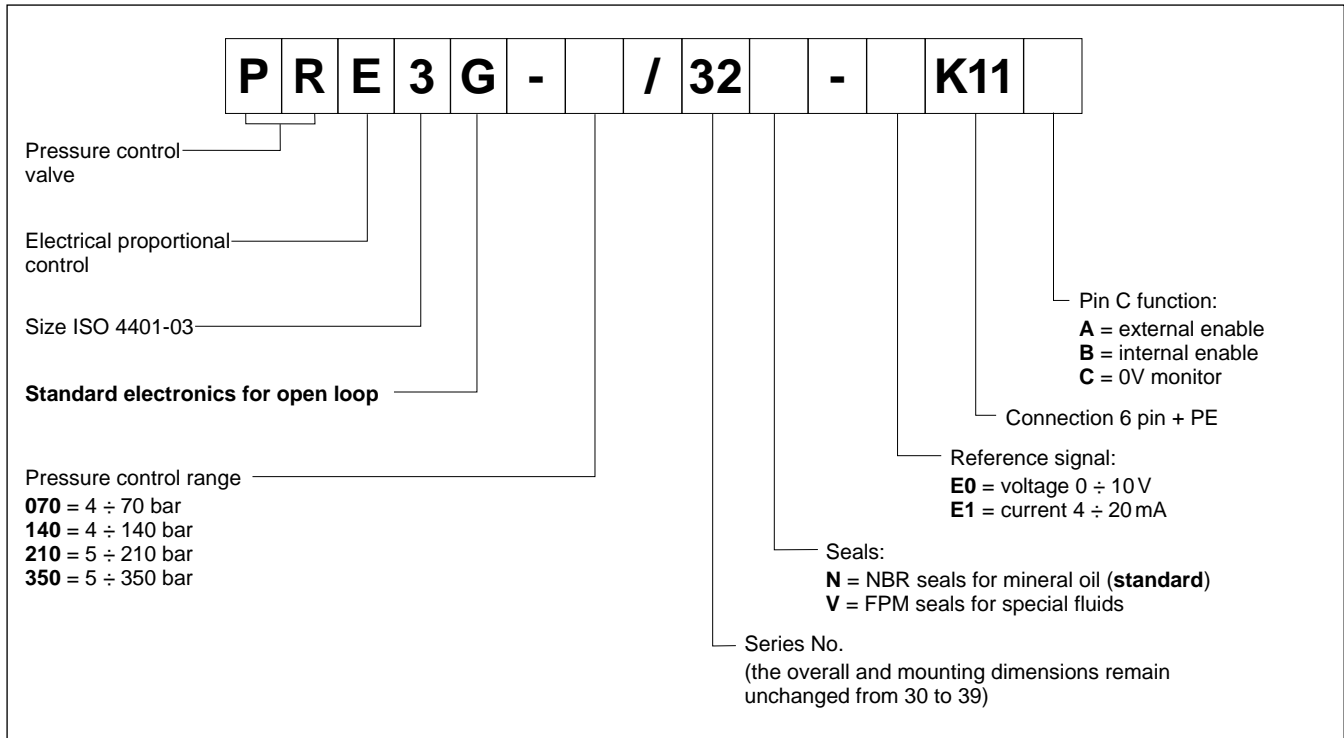 P R E 3 G - / 32 - K11
Pressure control
valve
Electrical proportional
control
Size ISO 4401-03
Standard electronics for open loop
Pressure control range
070 = 4 ÷ 70 bar
140 = 4 ÷ 140 bar
210 = 5 ÷ 210 bar
350 = 5 ÷ 350 bar
Pin C function:
A = external enable
B = internal enable
C = 0V monitor
Connection 6 pin + PE
Reference signal:
E0 = voltage 0 ÷ 10 V
E1 = current 4 ÷ 20 mA
Seals:
N = NBR seals for mineral oil (standard)
V = FPM seals for special fluids
Series No.
(the overall and mounting dimensions remain
unchanged from 30 to 39)